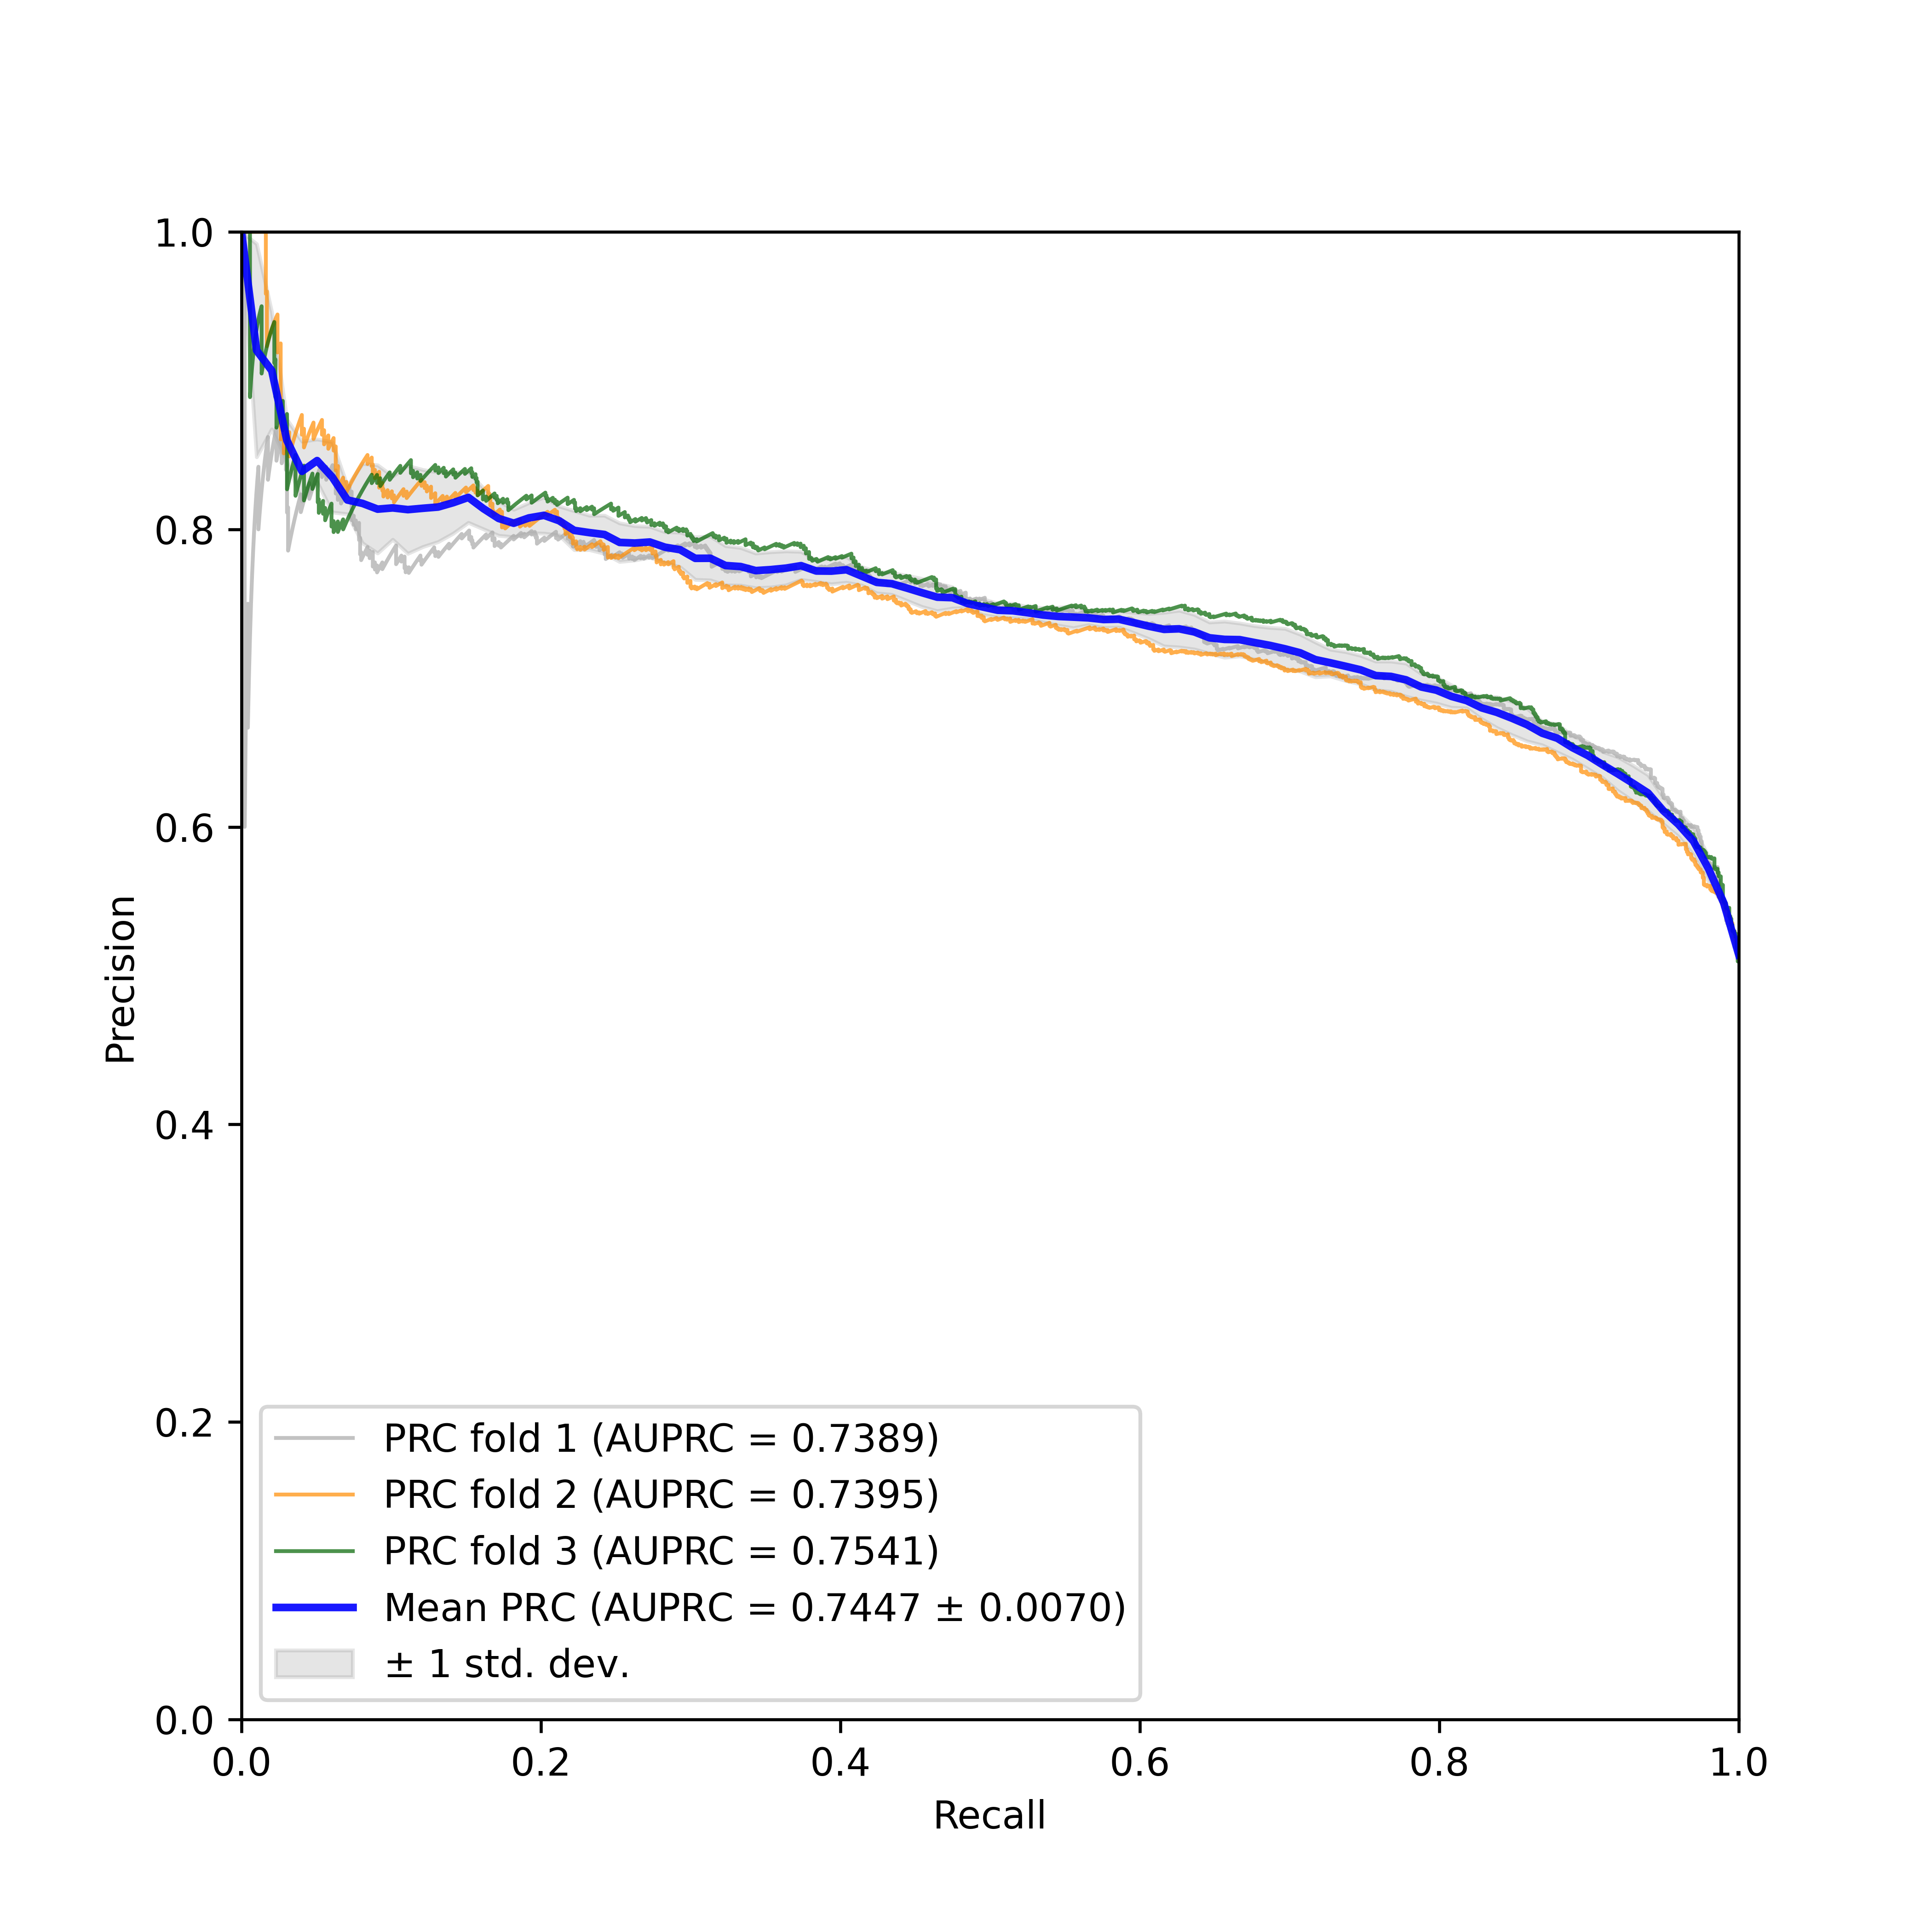 1.0
0.8
0.6
0.4
0.2
0.0
Precision
PRC fold 1 (AUPRC = 0.7389)
PRC fold 2 (AUPRC = 0.7395)
PRC fold 3 (AUPRC = 0.7541)
Mean PRC (AUPRC = 0.7447 ± 0.0070)
± 1 std. dev.
0.0 0.2 0.4 0.6 0.8 1.0
Recall